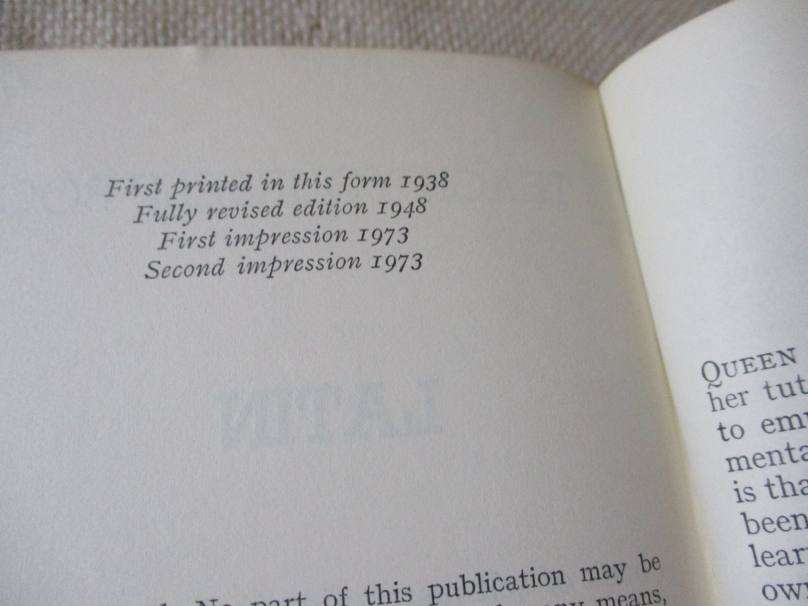 First printed in this form 1938
Fully revised edition 1948
First impression 1973
Second impression 1973
LATIN
No part of this publication may be
any means,
QUEEN
her tut
to em
menta
is tha
been
lear
own